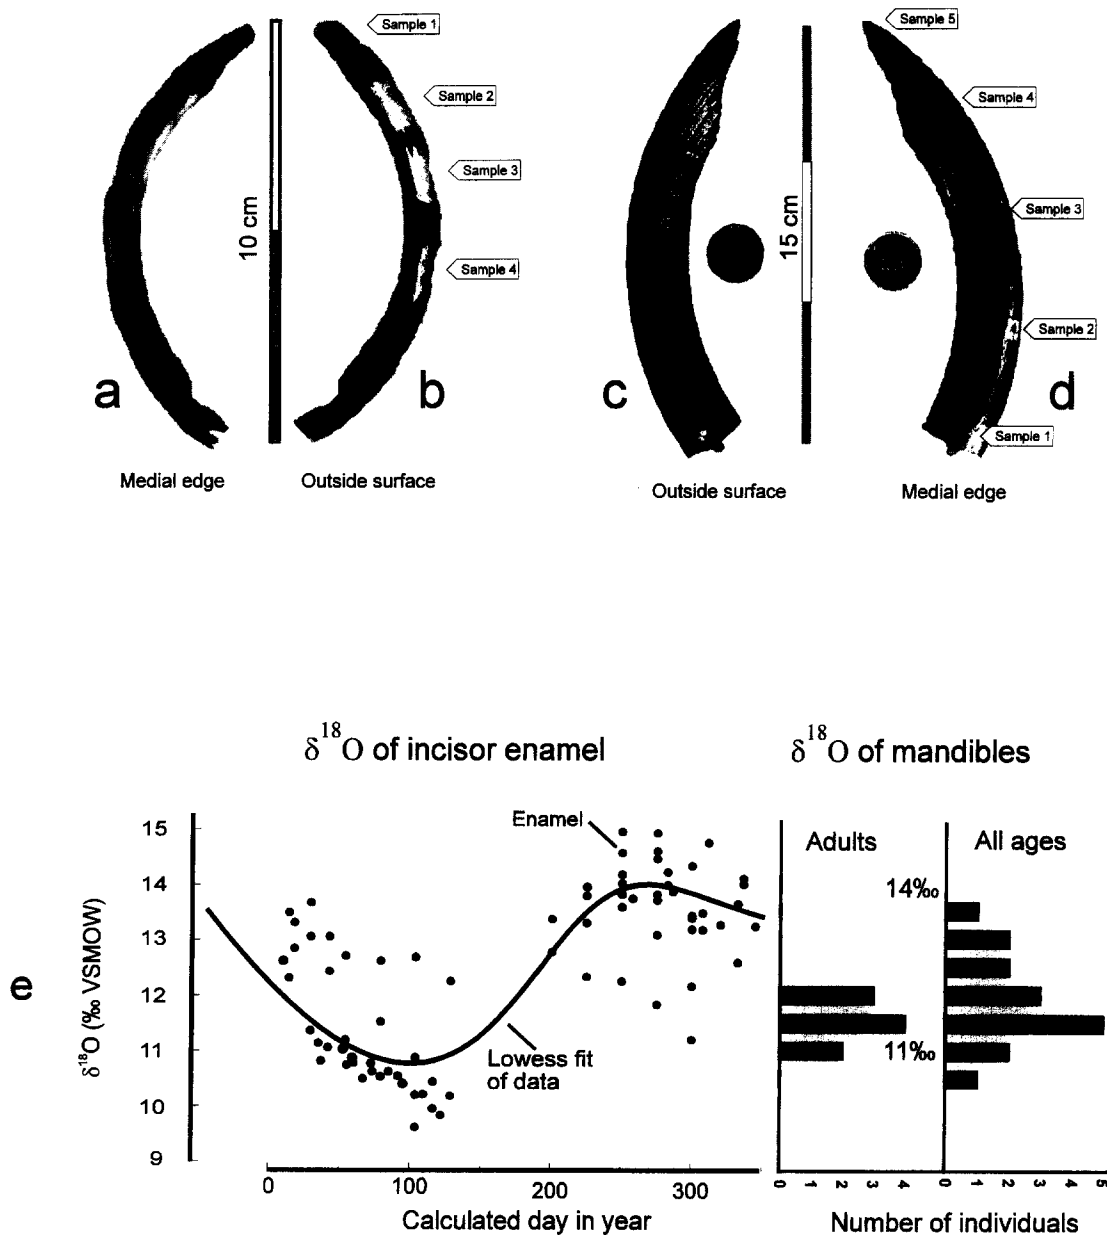 Sample 1
Sample 2
Sample 3
Sample 4
10 cm
a
b
Medial edge
Outside surface
Sample 5
Sample 4
Sample 3
Sample 2
Sample 1
15 cm
c
d
Outside surface
Medial edge
δ¹⁸O of incisor enamel
δ¹⁸O of mandibles
e
δ¹⁸O (‰ VSMOW)
15
14
13
12
11
10
9
Enamel
Lowess fit
of data
0
100
200
300
Calculated day in year
Adults
All ages
14‰
11‰
0 1 2 3 4
0 1 2 3 4 5
Number of individuals